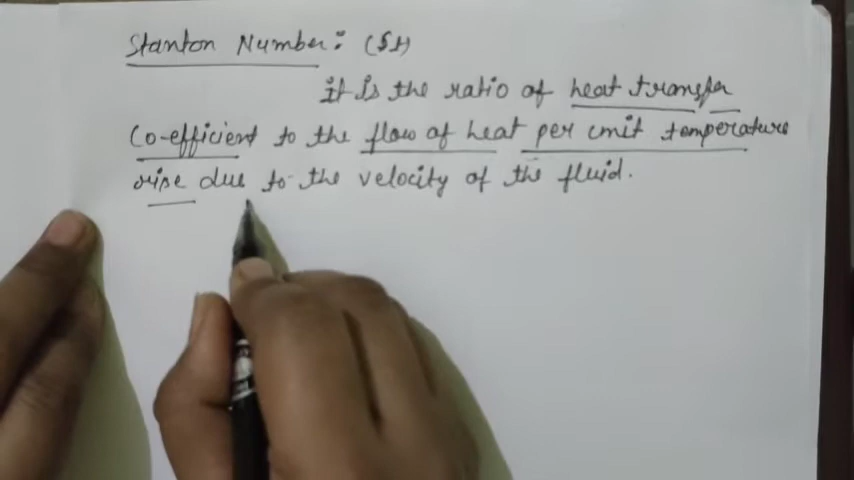 Stanton Number: (St)
it is the ratio of heat transfer
Co-efficient to the flow of heat per unit temperature
rise due to the velocity of the fluid.